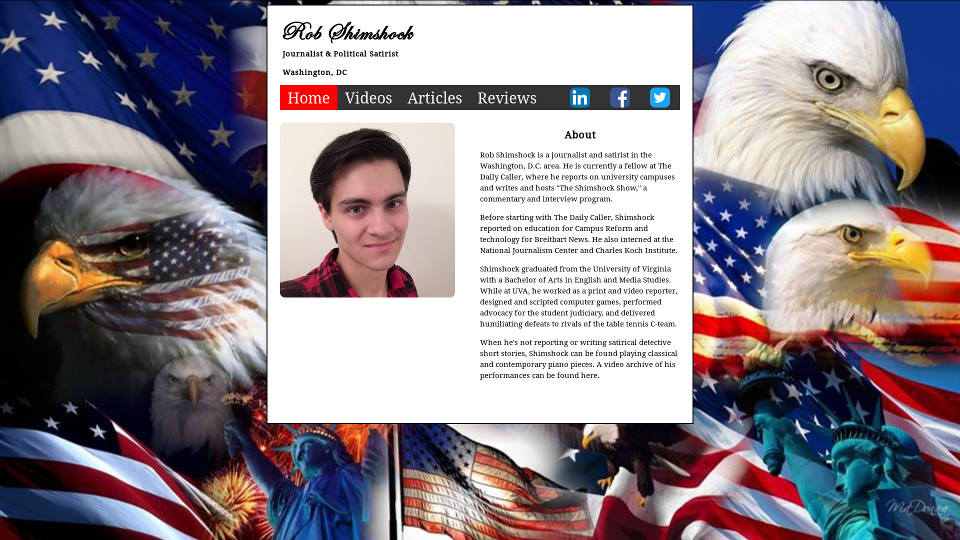 Rob Shimshock
Journalist & Political Satirist
Washington, DC
Home Videos Articles Reviews in f
About
Rob Shimshock is a journalist and satirist in the
Washington, D.C. area. He is currently a fellow at The
Daily Caller, where he reports on university campuses
and writes and hosts "The Shimshock Show," a
commentary and interview program.
Before starting with The Daily Caller, Shimshock
reported on education for Campus Reform and
technology for Breitbart News. He also interned at the
National Journalism Center and Charles Koch Institute.
Shimshock graduated from the University of Virginia
with a Bachelor of Arts in English and Media Studies.
While at UVA, he worked as a print and video reporter,
designed and scripted computer games, performed
advocacy for the student judiciary, and delivered
humiliating defeats to rivals of the table tennis C-team.
When he's not reporting or writing satirical detective
short stories, Shimshock can be found playing classical
and contemporary piano pieces. A video archive of his
performances can be found here.